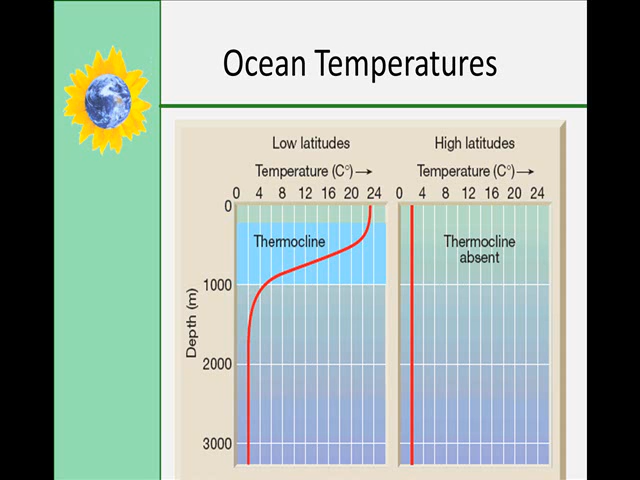 Ocean Temperatures
Low latitudes
Temperature (C°)→
0 4 8 12 16 20 24
High latitudes
Temperature (C°)→
0 4 8 12 16 20 24
Depth (m)
0
1000
2000
3000
Thermocline
Thermocline
absent